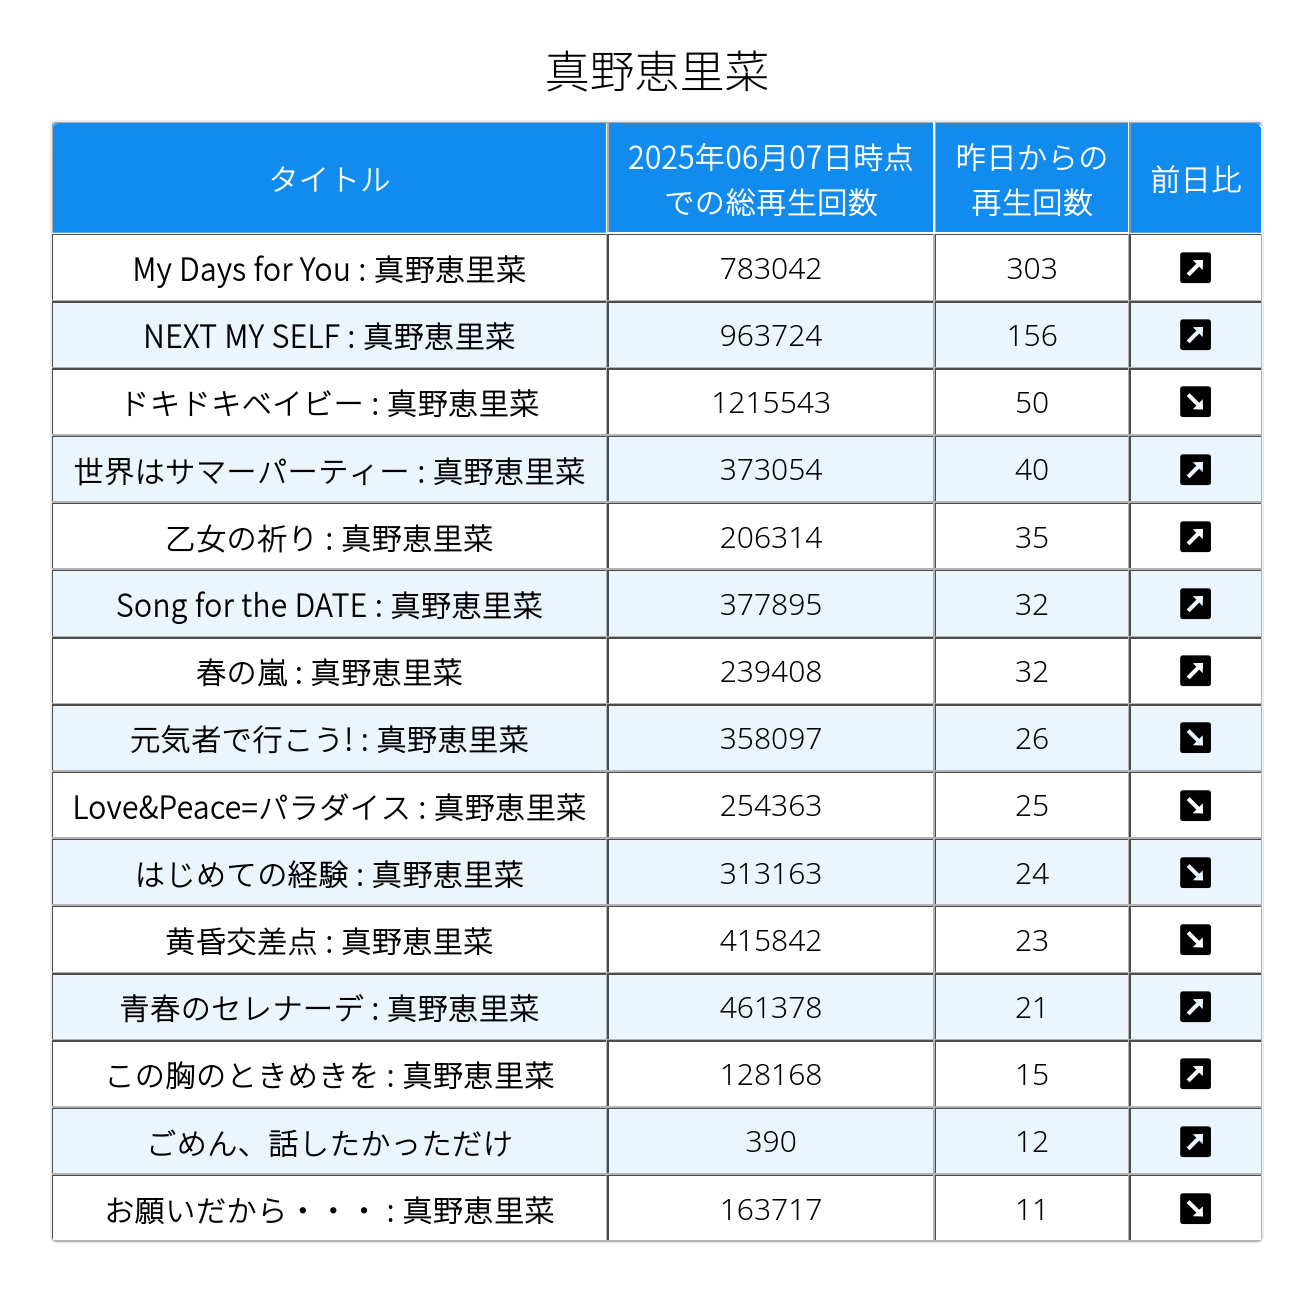 真野恵里菜
タイトル 2025年06月07日時点での総再生回数 昨日からの再生回数 前日比
My Days for You : 真野恵里菜 783042 303 ↗
NEXT MY SELF : 真野恵里菜 963724 156 ↗
ドキドキベイビー : 真野恵里菜 1215543 50 ↘
世界はサマーパーティー : 真野恵里菜 373054 40 ↗
乙女の祈り : 真野恵里菜 206314 35 ↗
Song for the DATE : 真野恵里菜 377895 32 ↗
春の嵐 : 真野恵里菜 239408 32 ↗
元気者で行こう! : 真野恵里菜 358097 26 ↘
Love&Peace=パラダイス : 真野恵里菜 254363 25 ↘
はじめての経験 : 真野恵里菜 313163 24 ↘
黄昏交差点 : 真野恵里菜 415842 23 ↘
青春のセレナーデ : 真野恵里菜 461378 21 ↗
この胸のときめきを : 真野恵里菜 128168 15 ↗
ごめん、話したかっただけ 390 12 ↗
お願いだから・・・ : 真野恵里菜 163717 11 ↘